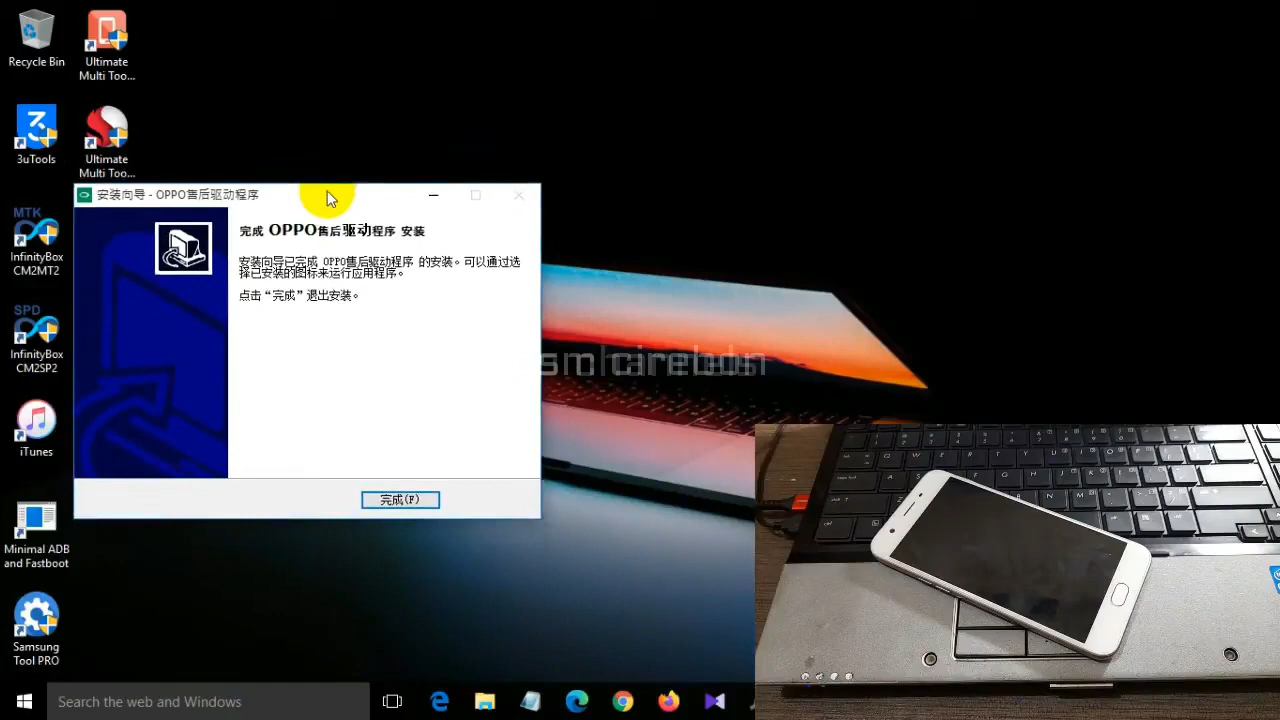 Recycle Bin
Ultimate
Multi Too...
3uTools
Ultimate
Multi Too...
MTK
InfinityBox
CM2MT2
SPD
InfinityBox
CM2SP2
iTunes
Minimal ADB
and Fastboot
Samsung
Tool PRO
安装向导 - OPPO售后驱动程序
完成 OPPO售后驱动程序 安装
安装向导已完成 OPPO售后驱动程序 的安装。可以通过选
择已安装的图标来运行应用程序。
点击“完成”退出安装。
完成(F)
Search the web and Windows